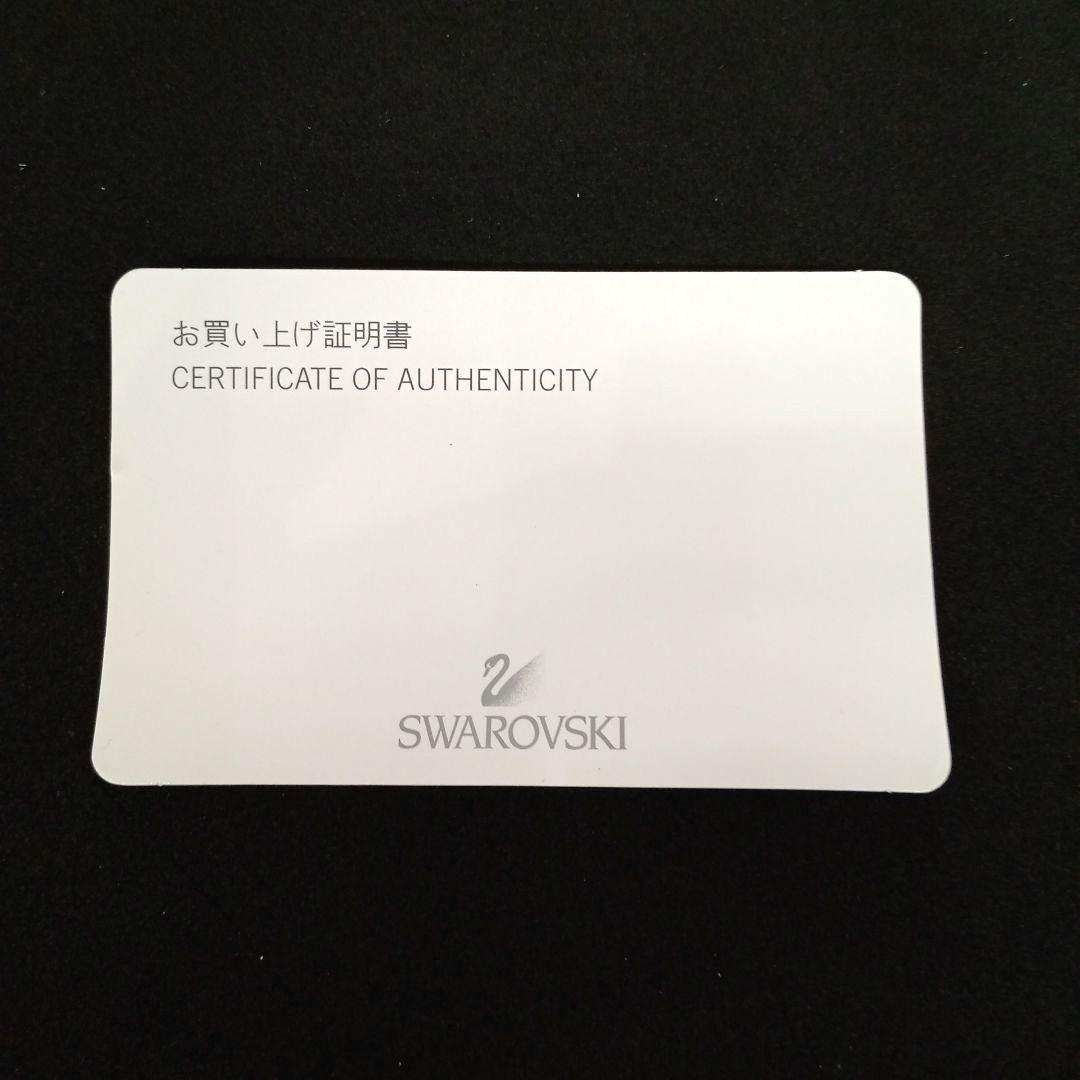 お買い上げ証明書
CERTIFICATE OF AUTHENTICITY
SWAROVSKI